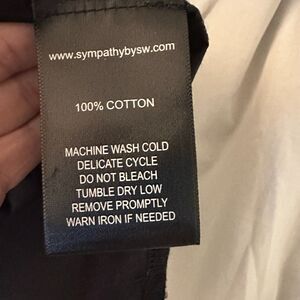 www.sympathybysw.com
100% COTTON
MACHINE WASH COLD
DELICATE CYCLE
DO NOT BLEACH
TUMBLE DRY LOW
REMOVE PROMPTLY
WARN IRON IF NEEDED